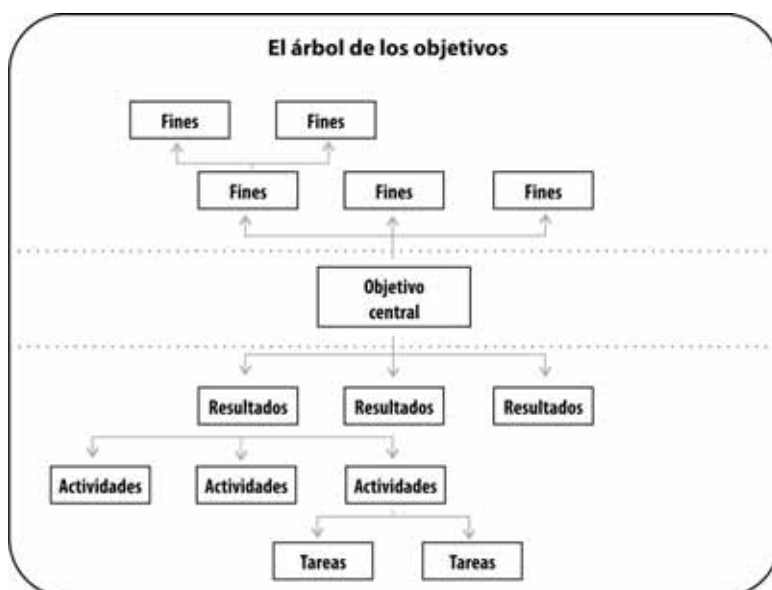 El árbol de los objetivos
Fines
Fines
Fines
Fines
Fines
Objetivo
central
Resultados
Resultados
Resultados
Actividades
Actividades
Actividades
Tareas
Tareas